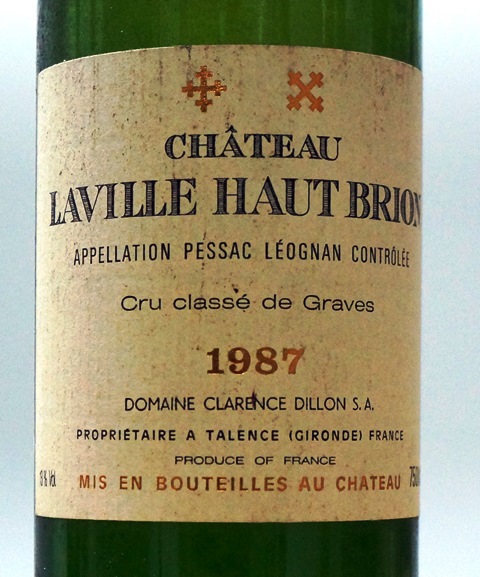 CHÂTEAU
LAVILLE HAUT BRION
APPELLATION PESSAC LÉOGNAN CONTRÔLÉE
Cru classé de Graves
1987
DOMAINE CLARENCE DILLON S.A.
PROPRIÉTAIRE A TALENCE (GIRONDE) FRANCE
PRODUCE OF FRANCE
MIS EN BOUTEILLES AU CHATEAU